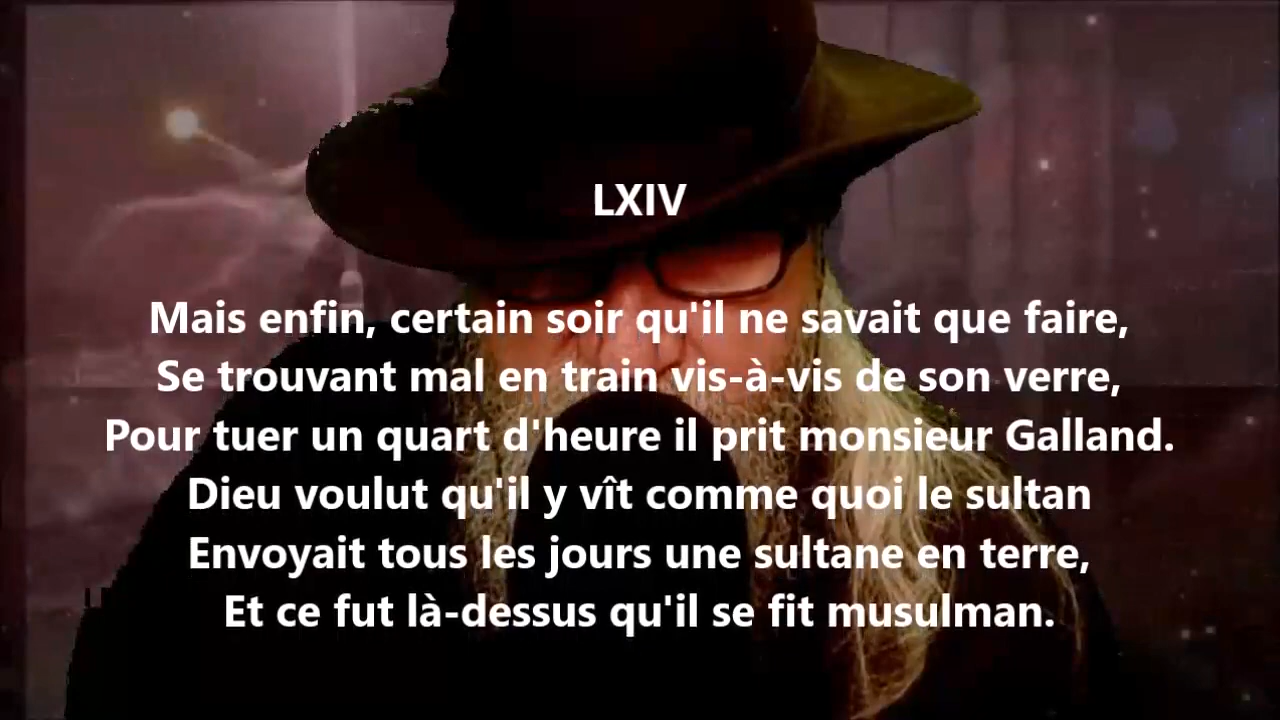 LXIV
Mais enfin, certain soir qu'il ne savait que faire,
Se trouvant mal en train vis-à-vis de son verre,
Pour tuer un quart d'heure il prit monsieur Galland.
Dieu voulut qu'il y vît comme quoi le sultan
Envoyait tous les jours une sultane en terre,
Et ce fut là-dessus qu'il se fit musulman.